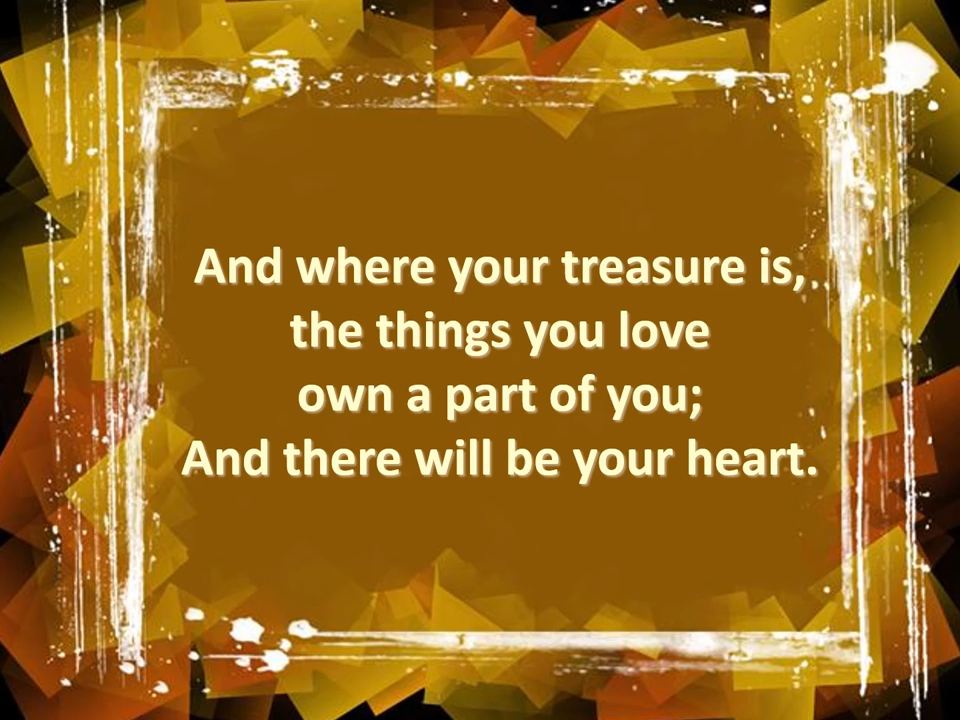 And where your treasure is,
the things you love
own a part of you;
And there will be your heart.